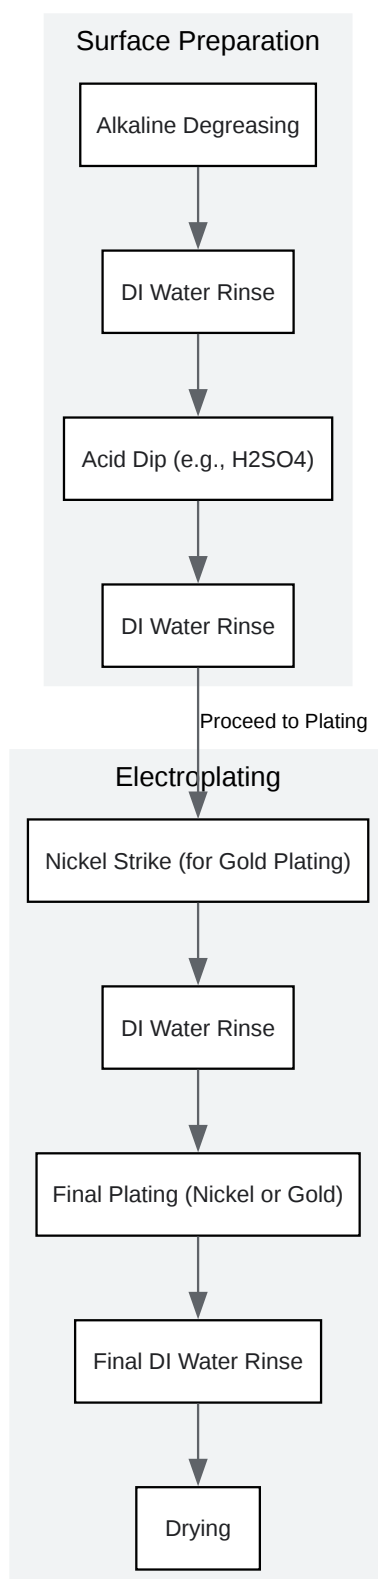 Surface Preparation
Alkaline Degreasing
DI Water Rinse
Acid Dip (e.g., H2SO4)
DI Water Rinse
Proceed to Plating
Electroplating
Nickel Strike (for Gold Plating)
DI Water Rinse
Final Plating (Nickel or Gold)
Final DI Water Rinse
Drying